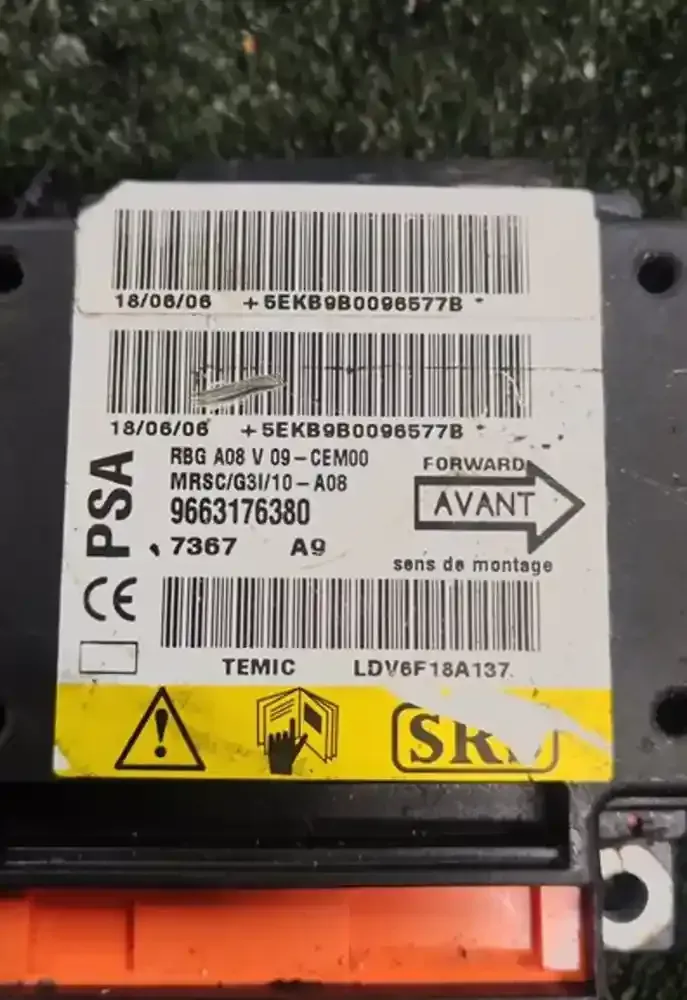 18/06/06 +5EKB9B0096577B
18/06/06 +5EKB9B0096577B
PSA
RBG A08 V 09-CEM00
MRSC/G3I/10-A08
9663176380
7367 A9
FORWARD
AVANT
sens de montage
CE
TEMIC LDV6F18A137